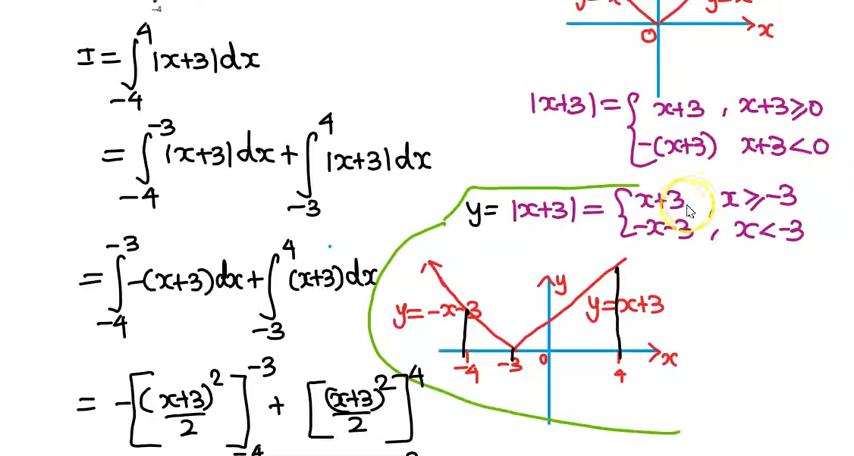 I = ∫_{-4}^{4} |x+3| dx
= ∫_{-4}^{-3} |x+3| dx + ∫_{-3}^{4} |x+3| dx
= ∫_{-4}^{-3} -(x+3) dx + ∫_{-3}^{4} (x+3) dx
= -[(x+3)^2/2]_{-4}^{-3} + [(x+3)^2/2]^{4}
0 x
|x+3| = { x+3 , x+3 ≥ 0
-(x+3) x+3 < 0
y = |x+3| = { x+3 , x ≥ -3
-x-3 , x < -3
y
y = -x-3 y = x+3
-4 -3 0 4 x